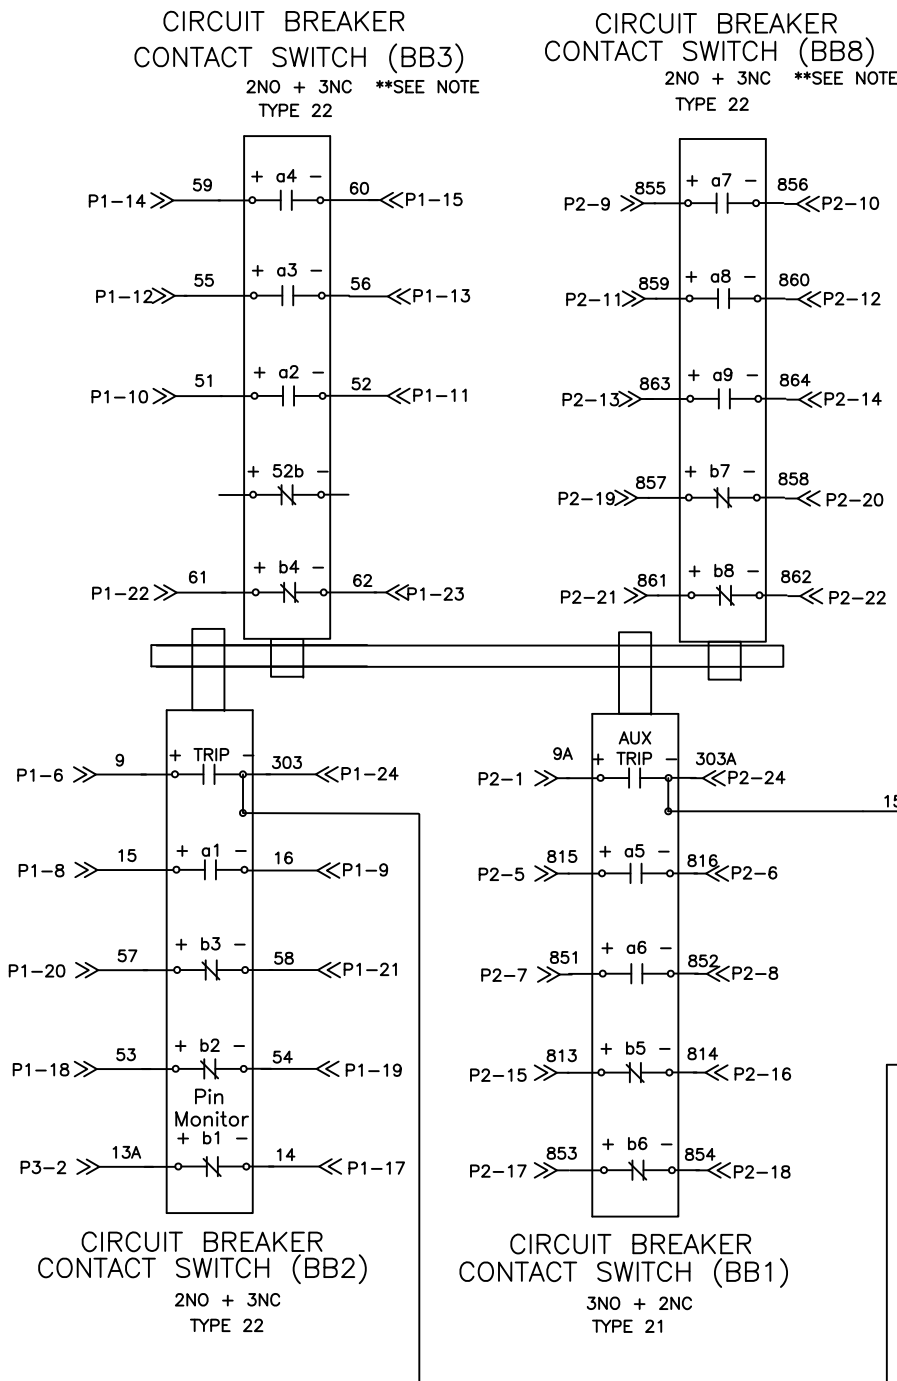 CIRCUIT BREAKER
CONTACT SWITCH (BB3)
2NO + 3NC **SEE NOTE
TYPE 22
P1-14 59 + a4 - 60 P1-15
P1-12 55 + a3 - 56 P1-13
P1-10 51 + a2 - 52 P1-11
+ 52b -
P1-22 61 + b4 - 62 P1-23
CIRCUIT BREAKER
CONTACT SWITCH (BB8)
2NO + 3NC **SEE NOTE
TYPE 22
P2-9 855 + a7 - 856 P2-10
P2-11 859 + a8 - 860 P2-12
P2-13 863 + a9 - 864 P2-14
P2-19 857 + b7 - 858 P2-20
P2-21 861 + b8 - 862 P2-22
P1-6 9 + TRIP - 303 P1-24
P1-8 15 + a1 - 16 P1-9
P1-20 57 + b3 - 58 P1-21
P1-18 53 + b2 - 54 P1-19
Pin
Monitor
P3-2 13A + b1 - 14 P1-17
CIRCUIT BREAKER
CONTACT SWITCH (BB2)
2NO + 3NC
TYPE 22
AUX
P2-1 9A + TRIP - 303A P2-24
15
P2-5 815 + a5 - 816 P2-6
P2-7 851 + a6 - 852 P2-8
P2-15 813 + b5 - 814 P2-16
P2-17 853 + b6 - 854 P2-18
CIRCUIT BREAKER
CONTACT SWITCH (BB1)
3NO + 2NC
TYPE 21